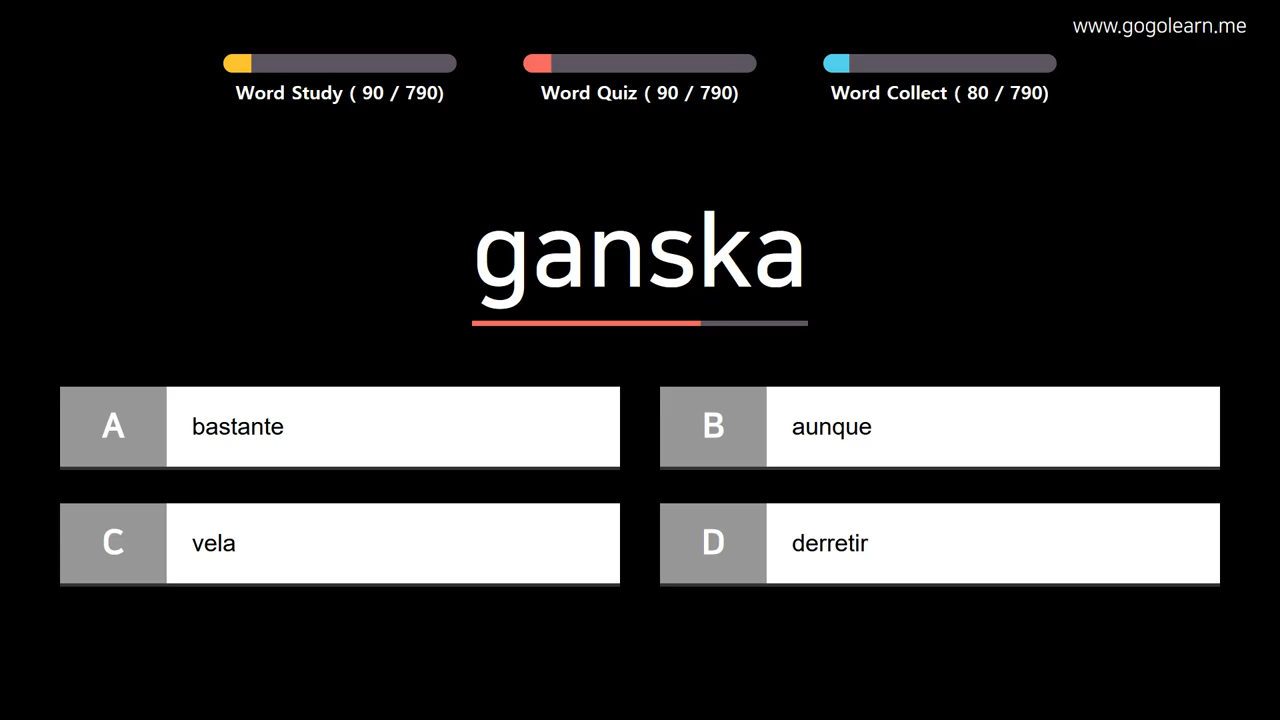 www.gogolearn.me
Word Study ( 90 / 790)
Word Quiz ( 90 / 790)
Word Collect ( 80 / 790)
ganska
A bastante
B aunque
C vela
D derretir